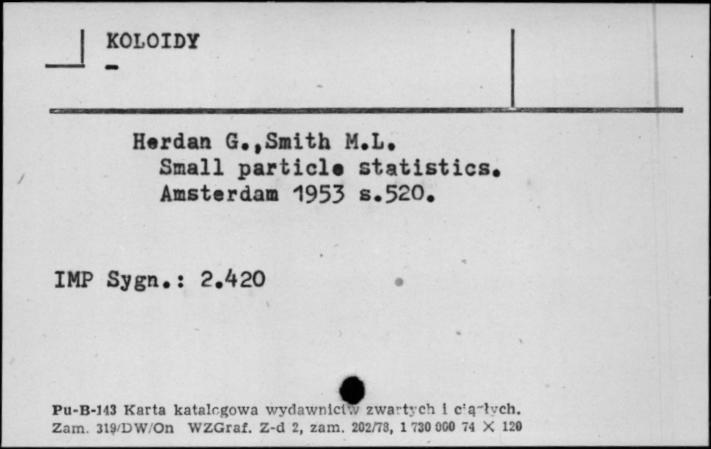 KOLOIDY
-
Herdan G.,Smith M.L.
Small particle statistics.
Amsterdam 1953 s.520.
IMP Sygn.: 2.420
Pu-B-143 Karta katalogowa wydawnictw zwartych i ciągłych.
Zam. 319/DW/On WZGraf. Z-d 2, zam. 202/78, 1 730 000 74 × 120